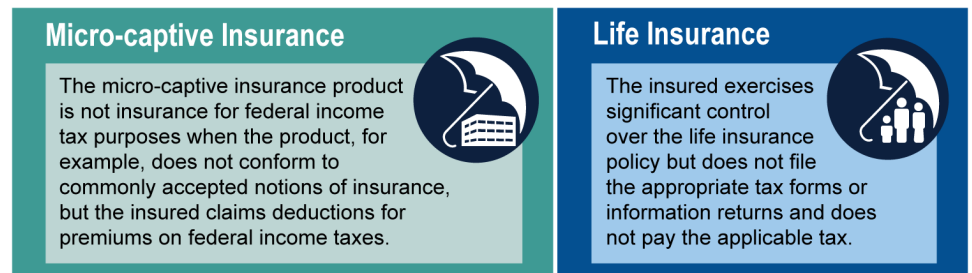 Micro-captive Insurance
The micro-captive insurance product
is not insurance for federal income
tax purposes when the product, for
example, does not conform to
commonly accepted notions of insurance,
but the insured claims deductions for
premiums on federal income taxes.
Life Insurance
The insured exercises
significant control
over the life insurance
policy but does not file
the appropriate tax forms or
information returns and does
not pay the applicable tax.